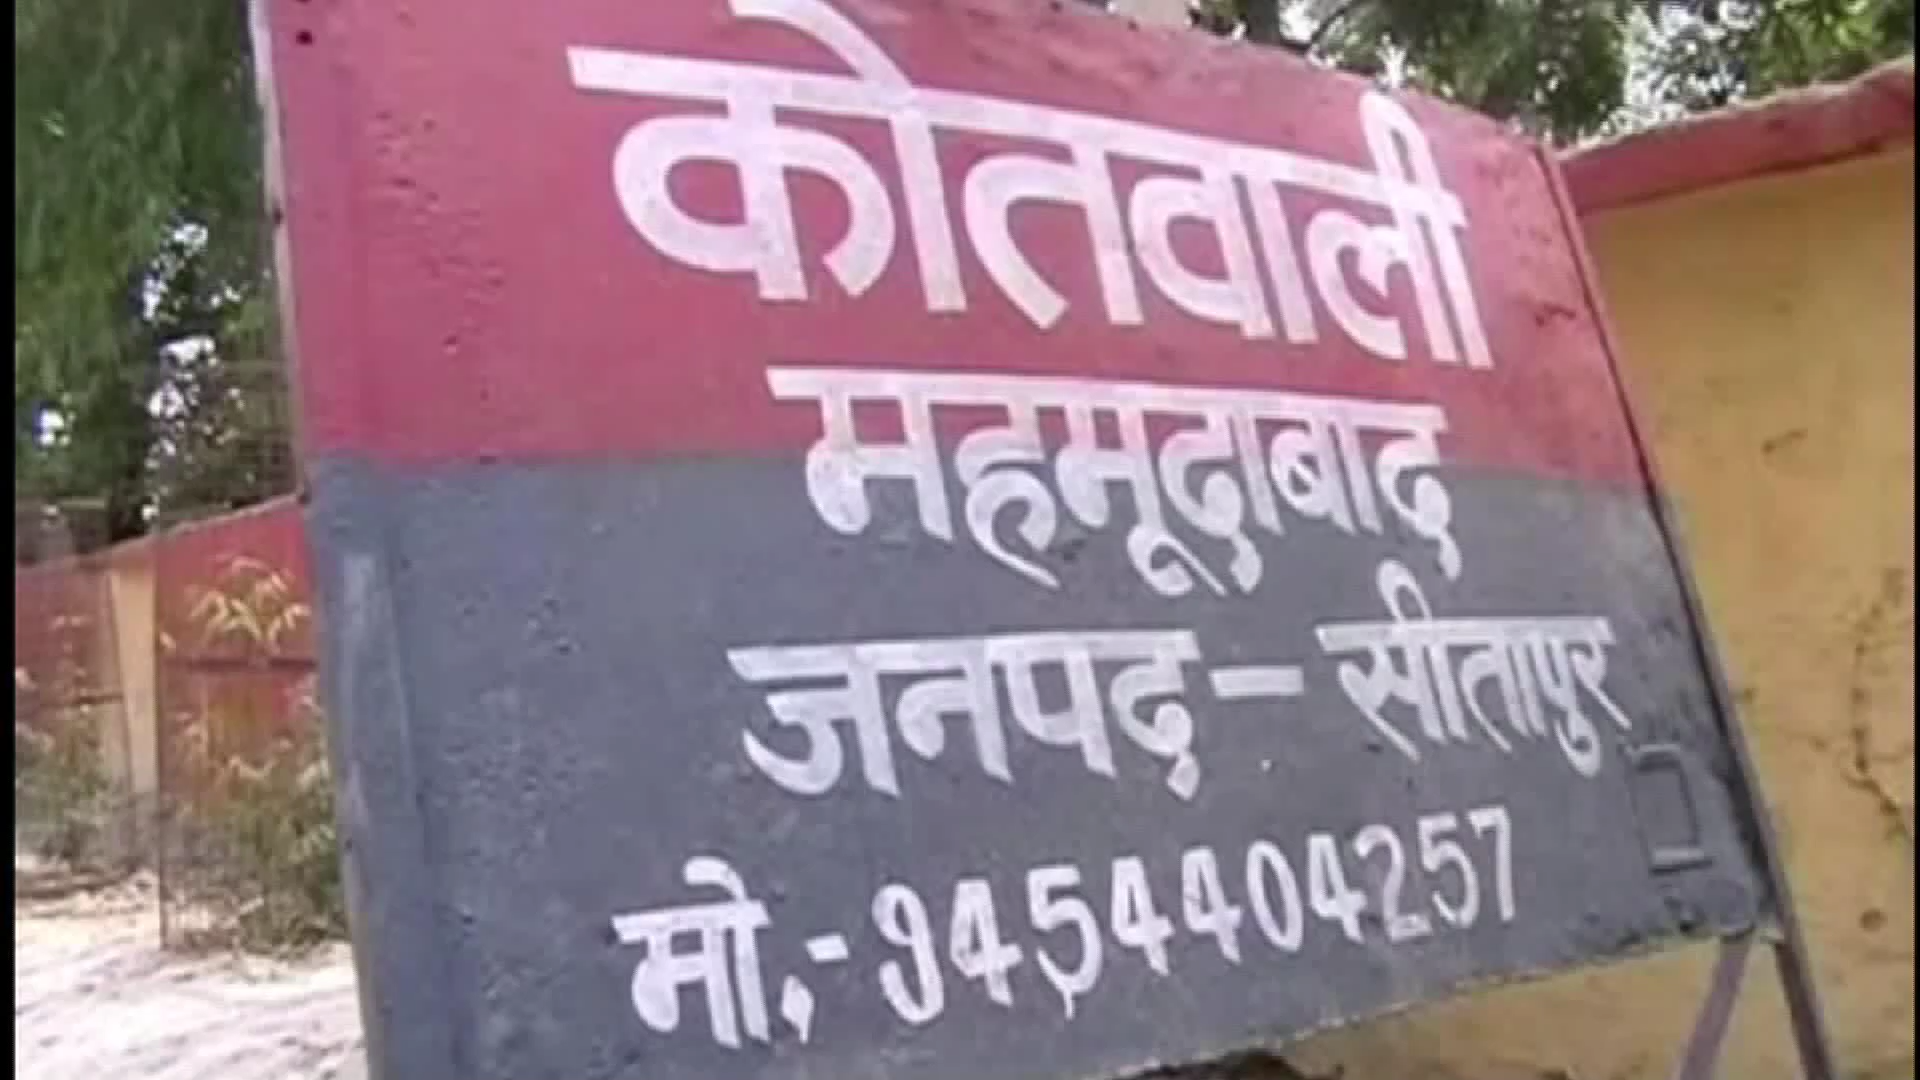 कोतवाली
महमूदाबाद
जनपद - सीतापुर
मो.- 9454404257